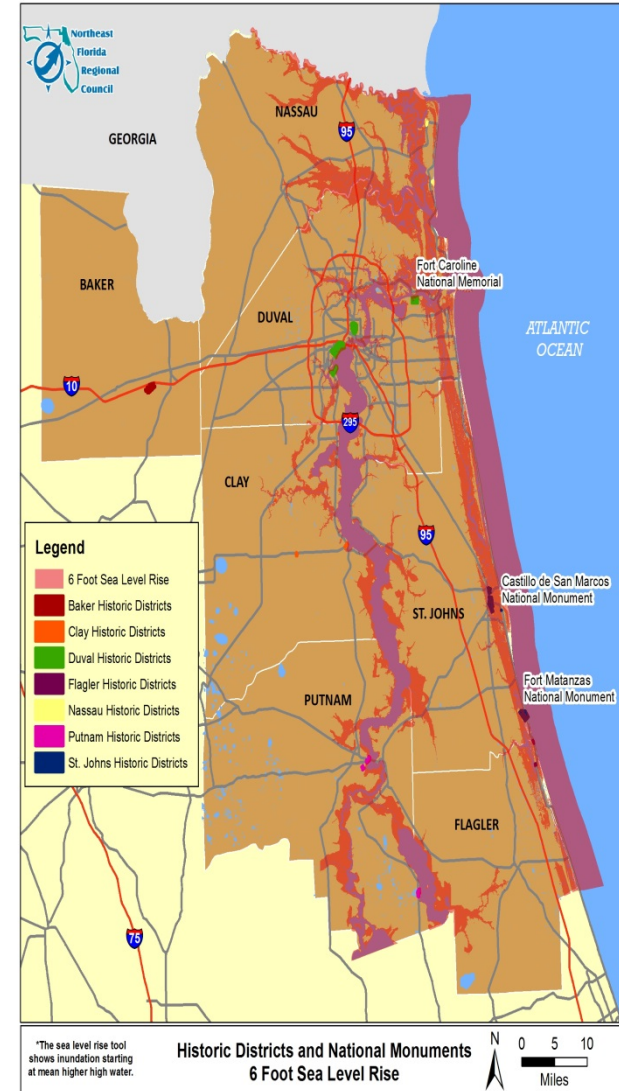 Northeast
Florida
Regional
Council
GEORGIA
NASSAU
95
BAKER
Fort Caroline
National Memorial
DUVAL
ATLANTIC
OCEAN
10
295
CLAY
95
Legend
6 Foot Sea Level Rise
Baker Historic Districts
Clay Historic Districts
Duval Historic Districts
Flagler Historic Districts
Nassau Historic Districts
Putnam Historic Districts
St. Johns Historic Districts
Castillo de San Marcos
National Monument
ST. JOHNS
Fort Matanzas
National Monument
PUTNAM
FLAGLER
75
*The sea level rise tool
shows inundation starting
at mean higher high water.
Historic Districts and National Monuments
6 Foot Sea Level Rise
N
0 5 10
Miles